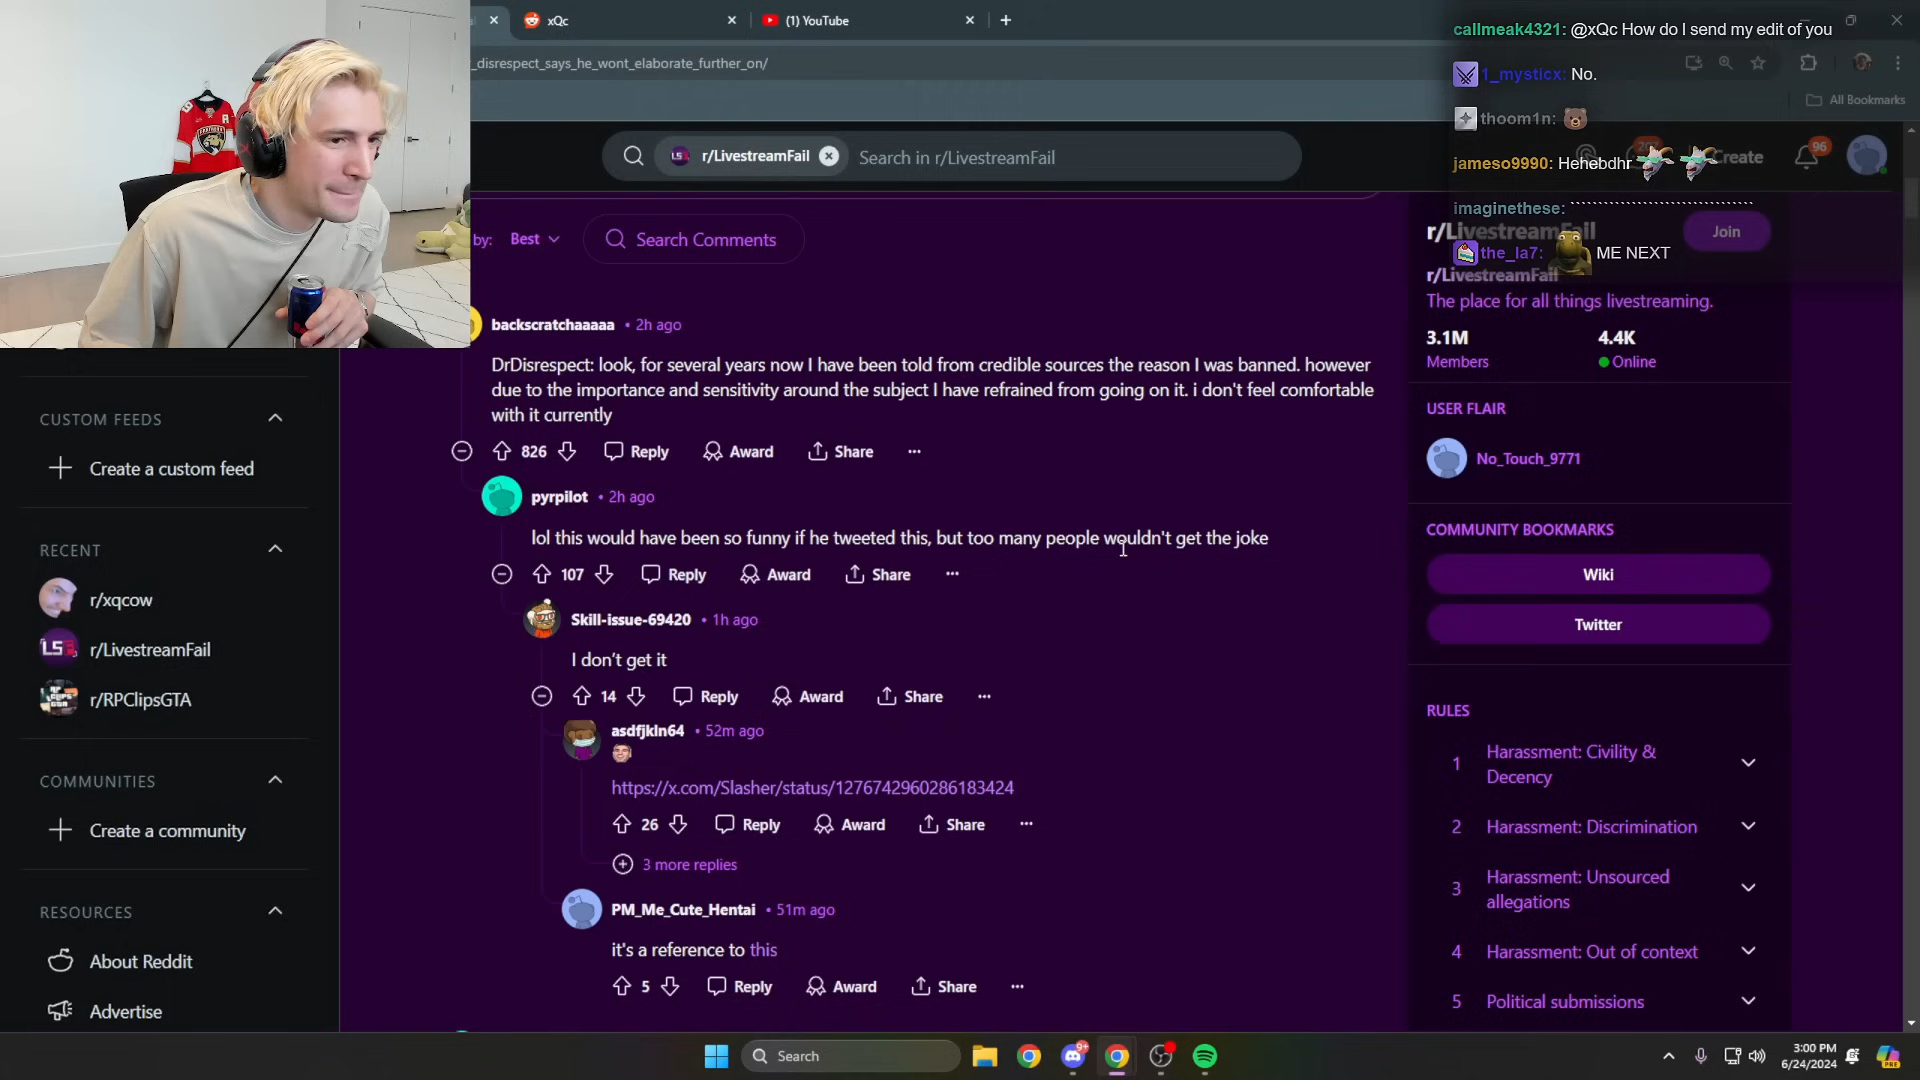 xQc
(1) YouTube
_disrespect_says_he_wont_elaborate_further_on/
All Bookmarks
callmeak4321: @xQc How do I send my edit of you
1_mysticx: No.
thoom1n:
jameso9990: Hehebdhr
imaginethese:
the_la7: ME NEXT
r/LivestreamFail
Search in r/LivestreamFail
Create
96
by: Best
Search Comments
backscratchaaaaa • 2h ago
DrDisrespect: look, for several years now I have been told from credible sources the reason I was banned. however
due to the importance and sensitivity around the subject I have refrained from going on it. i don't feel comfortable
with it currently
826 Reply Award Share
pyrpilot • 2h ago
lol this would have been so funny if he tweeted this, but too many people wouldn't get the joke
107 Reply Award Share
Skill-issue-69420 • 1h ago
I don't get it
14 Reply Award Share
asdfjkln64 • 52m ago
https://x.com/Slasher/status/1276742960286183424
26 Reply Award Share
3 more replies
PM_Me_Cute_Hentai • 51m ago
it's a reference to this
5 Reply Award Share
CUSTOM FEEDS
Create a custom feed
RECENT
r/xqcow
r/LivestreamFail
r/RPClipsGTA
COMMUNITIES
Create a community
RESOURCES
About Reddit
Advertise
r/LivestreamFail
Join
r/LivestreamFail
The place for all things livestreaming.
3.1M 4.4K
Members Online
USER FLAIR
No_Touch_9771
COMMUNITY BOOKMARKS
Wiki
Twitter
RULES
1 Harassment: Civility &
Decency
2 Harassment: Discrimination
3 Harassment: Unsourced
allegations
4 Harassment: Out of context
5 Political submissions
Search
9+
3:00 PM
6/24/2024